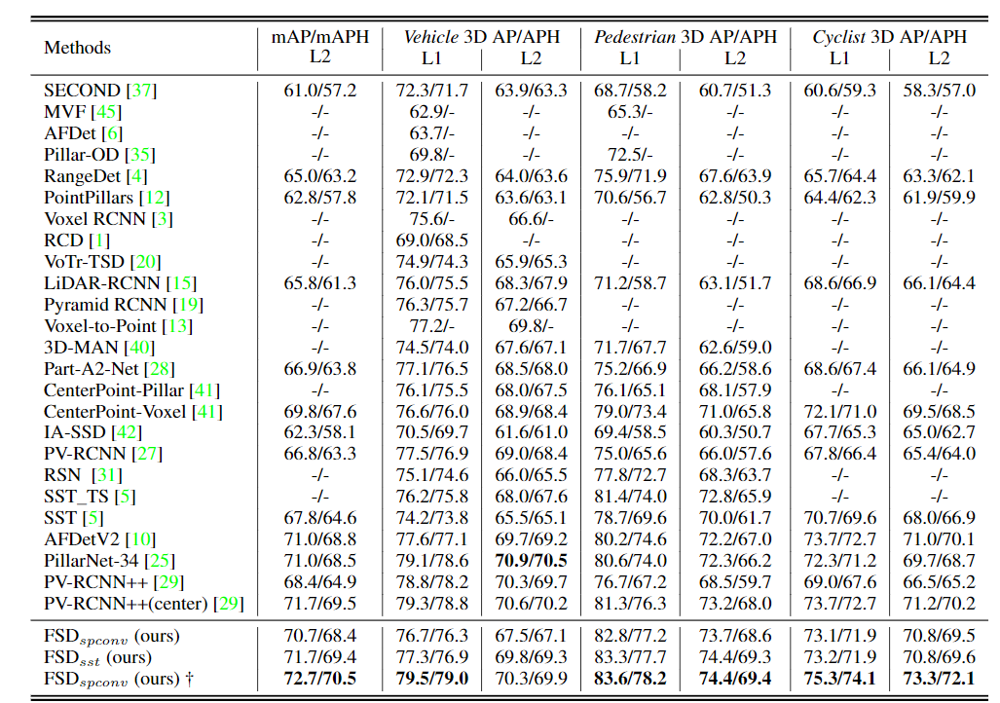 Methods mAP/mAPH Vehicle 3D AP/APH Pedestrian 3D AP/APH Cyclist 3D AP/APH
L2 L1 L2 L1 L2 L1 L2
SECOND [37] 61.0/57.2 72.3/71.7 63.9/63.3 68.7/58.2 60.7/51.3 60.6/59.3 58.3/57.0
MVF [45] -/- 62.9/- -/- 65.3/- -/- -/- -/-
AFDet [6] -/- 63.7/- -/- -/- -/- -/- -/-
Pillar-OD [35] -/- 69.8/- -/- 72.5/- -/- -/- -/-
RangeDet [4] 65.0/63.2 72.9/72.3 64.0/63.6 75.9/71.9 67.6/63.9 65.7/64.4 63.3/62.1
PointPillars [12] 62.8/57.8 72.1/71.5 63.6/63.1 70.6/56.7 62.8/50.3 64.4/62.3 61.9/59.9
Voxel RCNN [3] -/- 75.6/- 66.6/- -/- -/- -/- -/-
RCD [1] -/- 69.0/68.5 -/- -/- -/- -/- -/-
VoTr-TSD [20] -/- 74.9/74.3 65.9/65.3 -/- -/- -/- -/-
LiDAR-RCNN [15] 65.8/61.3 76.0/75.5 68.3/67.9 71.2/58.7 63.1/51.7 68.6/66.9 66.1/64.4
Pyramid RCNN [19] -/- 76.3/75.7 67.2/66.7 -/- -/- -/- -/-
Voxel-to-Point [13] -/- 77.2/- 69.8/- -/- -/- -/- -/-
3D-MAN [40] -/- 74.5/74.0 67.6/67.1 71.7/67.7 62.6/59.0 -/- -/-
Part-A2-Net [28] 66.9/63.8 77.1/76.5 68.5/68.0 75.2/66.9 66.2/58.6 68.6/67.4 66.1/64.9
CenterPoint-Pillar [41] -/- 76.1/75.5 68.0/67.5 76.1/65.1 68.1/57.9 -/- -/-
CenterPoint-Voxel [41] 69.8/67.6 76.6/76.0 68.9/68.4 79.0/73.4 71.0/65.8 72.1/71.0 69.5/68.5
IA-SSD [42] 62.3/58.1 70.5/69.7 61.6/61.0 69.4/58.5 60.3/50.7 67.7/65.3 65.0/62.7
PV-RCNN [27] 66.8/63.3 77.5/76.9 69.0/68.4 75.0/65.6 66.0/57.6 67.8/66.4 65.4/64.0
RSN [31] -/- 75.1/74.6 66.0/65.5 77.8/72.7 68.3/63.7 -/- -/-
SST_TS [5] -/- 76.2/75.8 68.0/67.6 81.4/74.0 72.8/65.9 -/- -/-
SST [5] 67.8/64.6 74.2/73.8 65.5/65.1 78.7/69.6 70.0/61.7 70.7/69.6 68.0/66.9
AFDetV2 [10] 71.0/68.8 77.6/77.1 69.7/69.2 80.2/74.6 72.2/67.0 73.7/72.7 71.0/70.1
PillarNet-34 [25] 71.0/68.5 79.1/78.6 70.9/70.5 80.6/74.0 72.3/66.2 72.3/71.2 69.7/68.7
PV-RCNN++ [29] 68.4/64.9 78.8/78.2 70.3/69.7 76.7/67.2 68.5/59.7 69.0/67.6 66.5/65.2
PV-RCNN++(center) [29] 71.7/69.5 79.3/78.8 70.6/70.2 81.3/76.3 73.2/68.0 73.7/72.7 71.2/70.2
FSDspconv (ours) 70.7/68.4 76.7/76.3 67.5/67.1 82.8/77.2 73.7/68.6 73.1/71.9 70.8/69.5
FSDsst (ours) 71.7/69.4 77.3/76.9 69.8/69.3 83.3/77.7 74.4/69.3 73.2/71.9 70.8/69.6
FSDspconv (ours) † 72.7/70.5 79.5/79.0 70.3/69.9 83.6/78.2 74.4/69.4 75.3/74.1 73.3/72.1